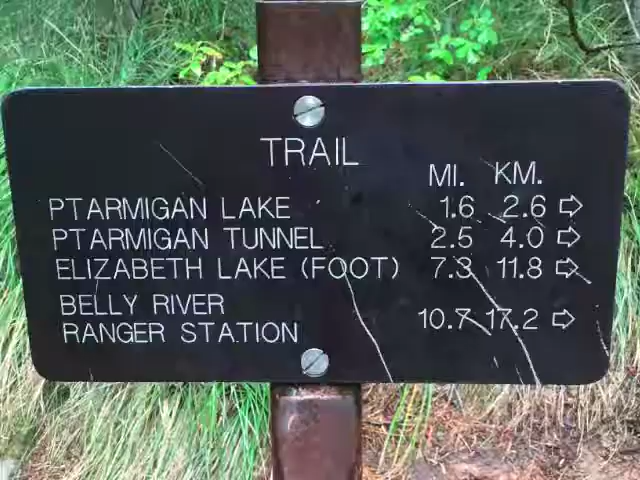 TRAIL
MI. KM.
PTARMIGAN LAKE 1.6 2.6 ⇨
PTARMIGAN TUNNEL 2.5 4.0 ⇨
ELIZABETH LAKE (FOOT) 7.3 11.8 ⇨
BELLY RIVER
RANGER STATION 10.7 17.2 ⇨